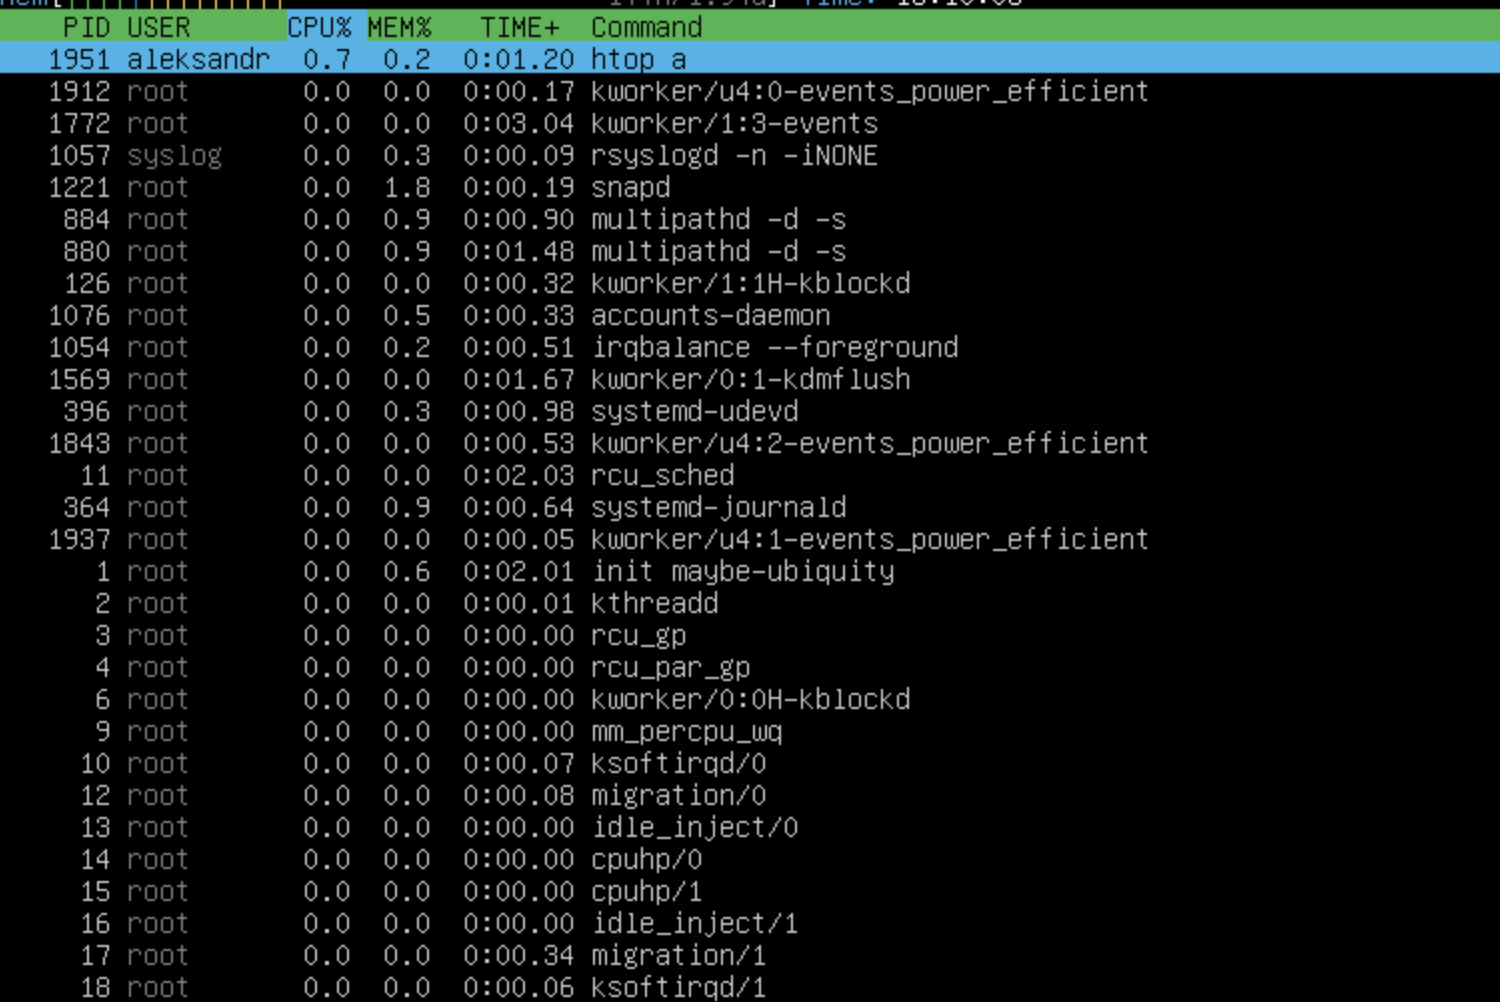 PID USER CPU% MEM% TIME+ Command
1951 aleksandr 0.7 0.2 0:01.20 htop a
1912 root 0.0 0.0 0:00.17 kworker/u4:0-events_power_efficient
1772 root 0.0 0.0 0:03.04 kworker/1:3-events
1057 syslog 0.0 0.3 0:00.09 rsyslogd -n -iNONE
1221 root 0.0 1.8 0:00.19 snapd
884 root 0.0 0.9 0:00.90 multipathd -d -s
880 root 0.0 0.9 0:01.48 multipathd -d -s
126 root 0.0 0.0 0:00.32 kworker/1:1H-kblockd
1076 root 0.0 0.5 0:00.33 accounts-daemon
1054 root 0.0 0.2 0:00.51 irqbalance --foreground
1569 root 0.0 0.0 0:01.67 kworker/0:1-kdmflush
396 root 0.0 0.3 0:00.98 systemd-udevd
1843 root 0.0 0.0 0:00.53 kworker/u4:2-events_power_efficient
11 root 0.0 0.0 0:02.03 rcu_sched
364 root 0.0 0.9 0:00.64 systemd-journald
1937 root 0.0 0.0 0:00.05 kworker/u4:1-events_power_efficient
1 root 0.0 0.6 0:02.01 init maybe-ubiquity
2 root 0.0 0.0 0:00.01 kthreadd
3 root 0.0 0.0 0:00.00 rcu_gp
4 root 0.0 0.0 0:00.00 rcu_par_gp
6 root 0.0 0.0 0:00.00 kworker/0:0H-kblockd
9 root 0.0 0.0 0:00.00 mm_percpu_wq
10 root 0.0 0.0 0:00.07 ksoftirqd/0
12 root 0.0 0.0 0:00.08 migration/0
13 root 0.0 0.0 0:00.00 idle_inject/0
14 root 0.0 0.0 0:00.00 cpuhp/0
15 root 0.0 0.0 0:00.00 cpuhp/1
16 root 0.0 0.0 0:00.00 idle_inject/1
17 root 0.0 0.0 0:00.34 migration/1
18 root 0.0 0.0 0:00.06 ksoftirqd/1